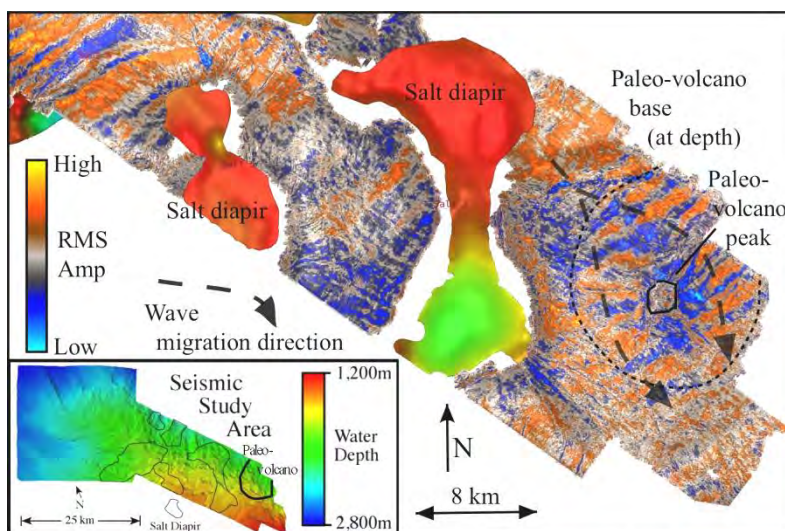 Salt diapir
Paleo-volcano
base
(at depth)
Paleo-
volcano
peak
High
RMS
Amp
Low
Salt diapir
Wave
migration direction
N
8 km
Seismic
Study
Area
Paleo-
volcano
1,200m
Water
Depth
2,800m
N
25 km
Salt Diapir